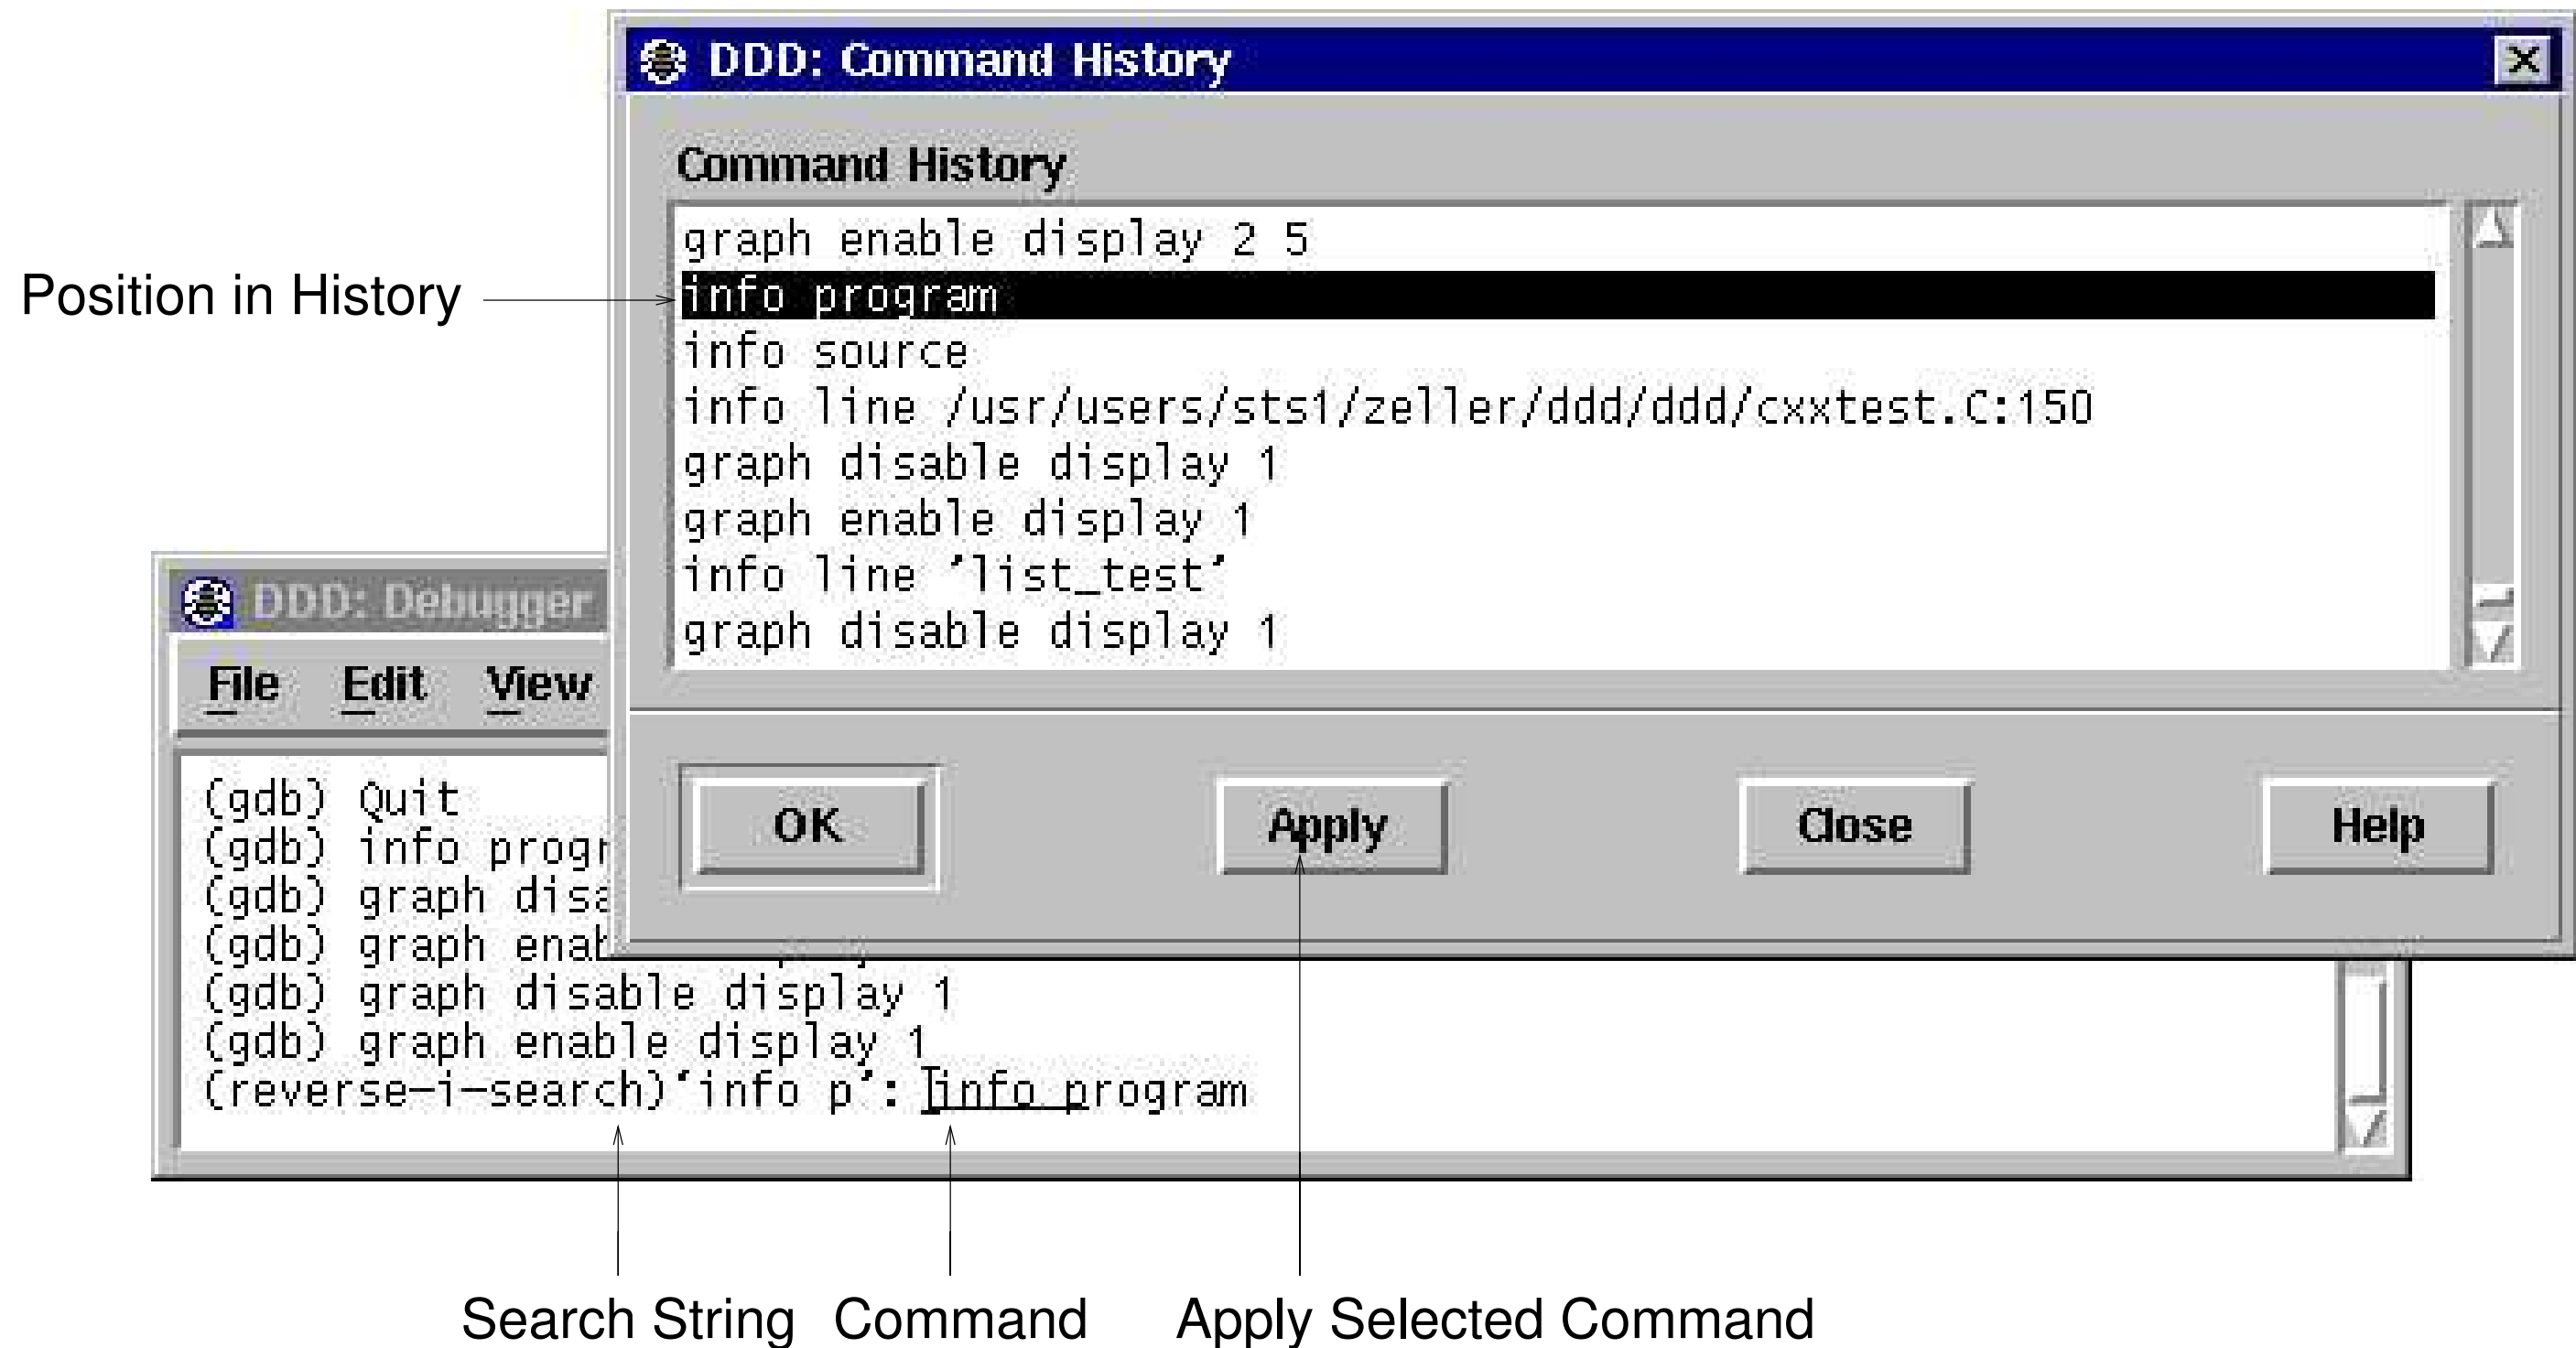 DDD: Command History
Command History
graph enable display 2 5
Position in History
info program
info source
info line /usr/users/sts1/zeller/ddd/ddd/cxxtest.C:150
graph disable display 1
graph enable display 1
info line 'list_test'
graph disable display 1
OK Apply Close Help
DDD: Debugger
File Edit View
(gdb) Quit
(gdb) info progr
(gdb) graph disa
(gdb) graph enab
(gdb) graph disable display 1
(gdb) graph enable display 1
(reverse-i-search)'info p': info program
Search String Command Apply Selected Command